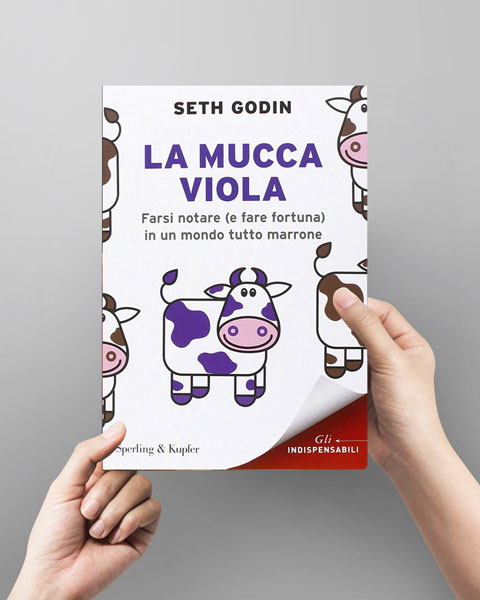 SETH GODIN
LA MUCCA
VIOLA
Farsi notare (e fare fortuna)
in un mondo tutto marrone
Sperling & Kupfer
Gli
INDISPENSABILI